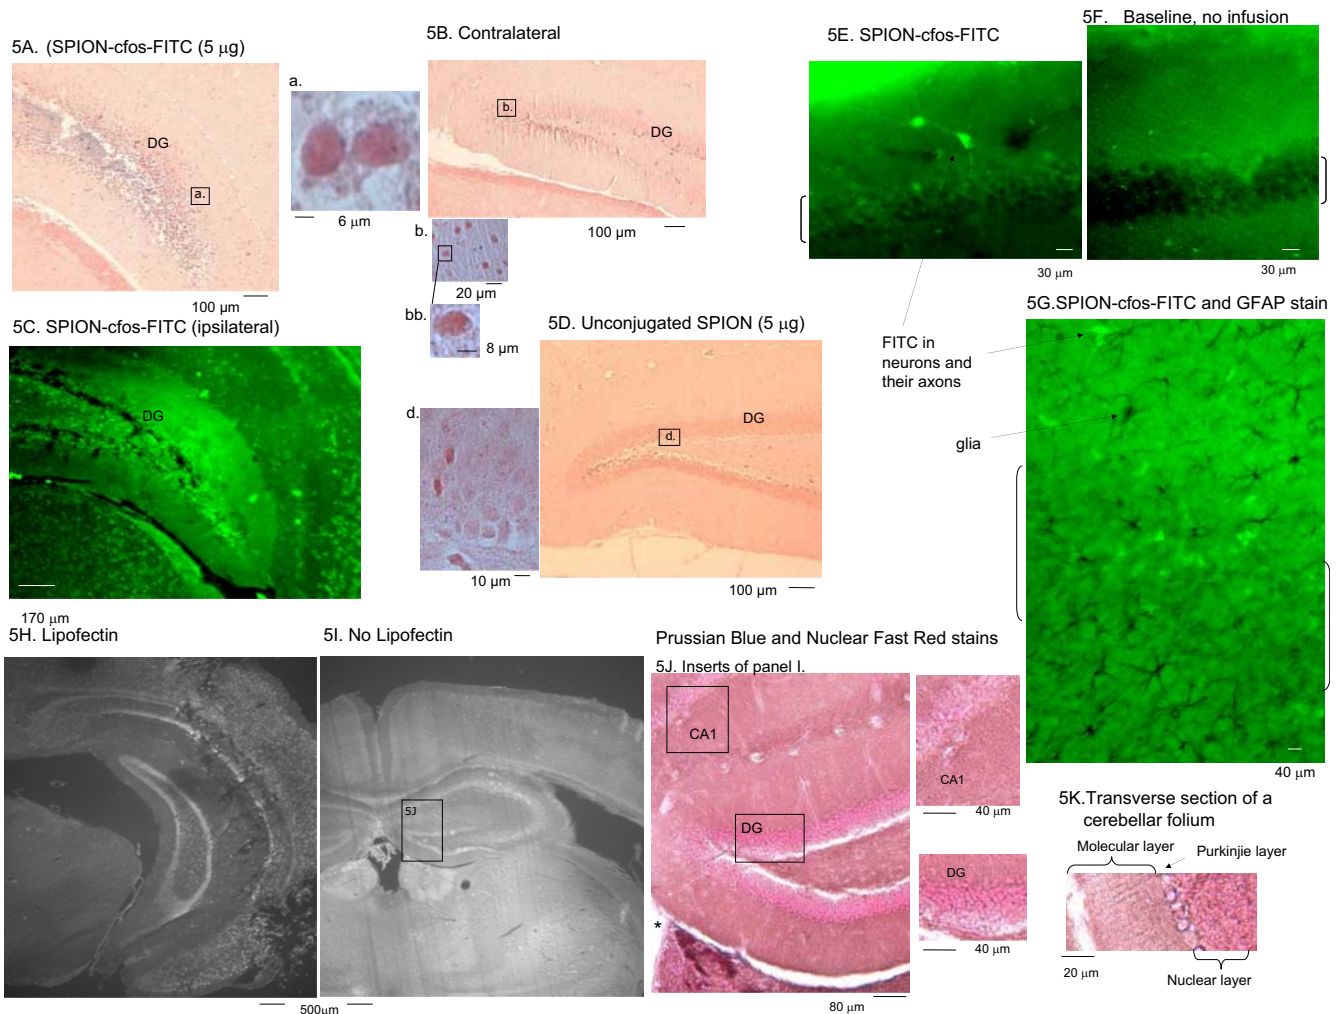 5A. (SPION-cfos-FITC (5 μg)
DG
a.
100 μm
a.
6 μm
5B. Contralateral
b.
DG
100 μm
b.
20 μm
bb.
8 μm
5C. SPION-cfos-FITC (ipsilateral)
DG
170 μm
5D. Unconjugated SPION (5 μg)
DG
d.
100 μm
d.
10 μm
5E. SPION-cfos-FITC
30 μm
5F. Baseline, no infusion
30 μm
FITC in
neurons and
their axons
glia
5G.SPION-cfos-FITC and GFAP stain
40 μm
5H. Lipofectin
5I. No Lipofectin
5J
500μm
Prussian Blue and Nuclear Fast Red stains
5J. Inserts of panel I.
CA1
DG
*
80 μm
CA1
40 μm
DG
40 μm
5K.Transverse section of a
cerebellar folium
Molecular layer
Purkinjie layer
20 μm
Nuclear layer